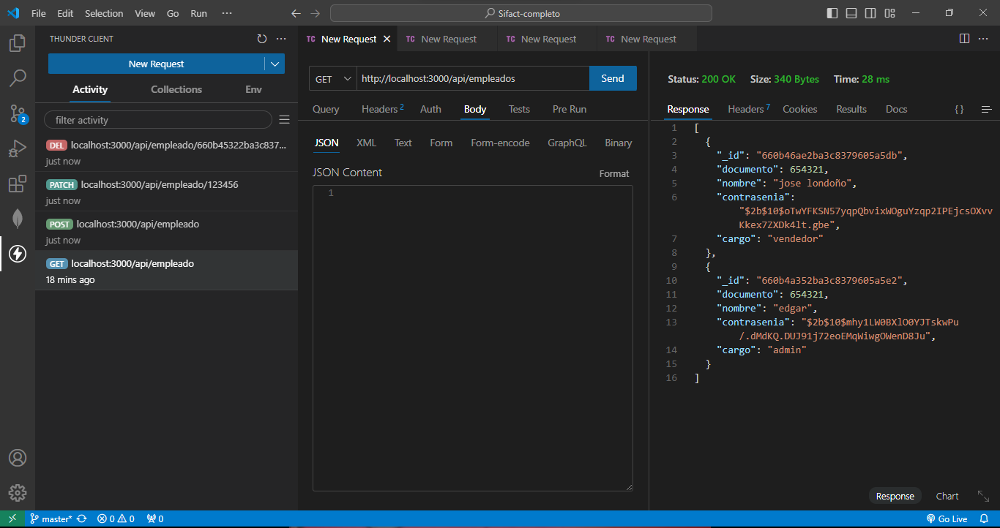 File Edit Selection View Go Run ···
Sifact-completo
THUNDER CLIENT
New Request
Activity Collections Env
filter activity
DEL localhost:3000/api/empleado/660b45322ba3c837...
just now
PATCH localhost:3000/api/empleado/123456
just now
POST localhost:3000/api/empleado
just now
GET localhost:3000/api/empleado
18 mins ago
2
TC New Request TC New Request TC New Request TC New Request
GET http://localhost:3000/api/empleados Send
Query Headers 2 Auth Body Tests Pre Run
JSON XML Text Form Form-encode GraphQL Binary
JSON Content Format
1
Status: 200 OK Size: 340 Bytes Time: 28 ms
Response Headers 7 Cookies Results Docs {}
1 [
2 {
3 "_id": "660b46ae2ba3c8379605a5db",
4 "documento": 654321,
5 "nombre": "jose londoño",
6 "contrasenia":
"$2b$10$oTwYFKSN57yqpQbvixWOguYzqp2IPEjcsOXvv
Kkex7ZXDk4lt.gbe",
7 "cargo": "vendedor"
8 },
9 {
10 "_id": "660b4a352ba3c8379605a5e2",
11 "documento": 654321,
12 "nombre": "edgar",
13 "contrasenia": "$2b$10$mhy1LW0BXlO0YJTskwPu
/.dMdKQ.DUJ91j72eoEMqWiwgOWenD8Ju",
14 "cargo": "admin"
15 }
16 ]
Response Chart
master* 0 0 0 Go Live